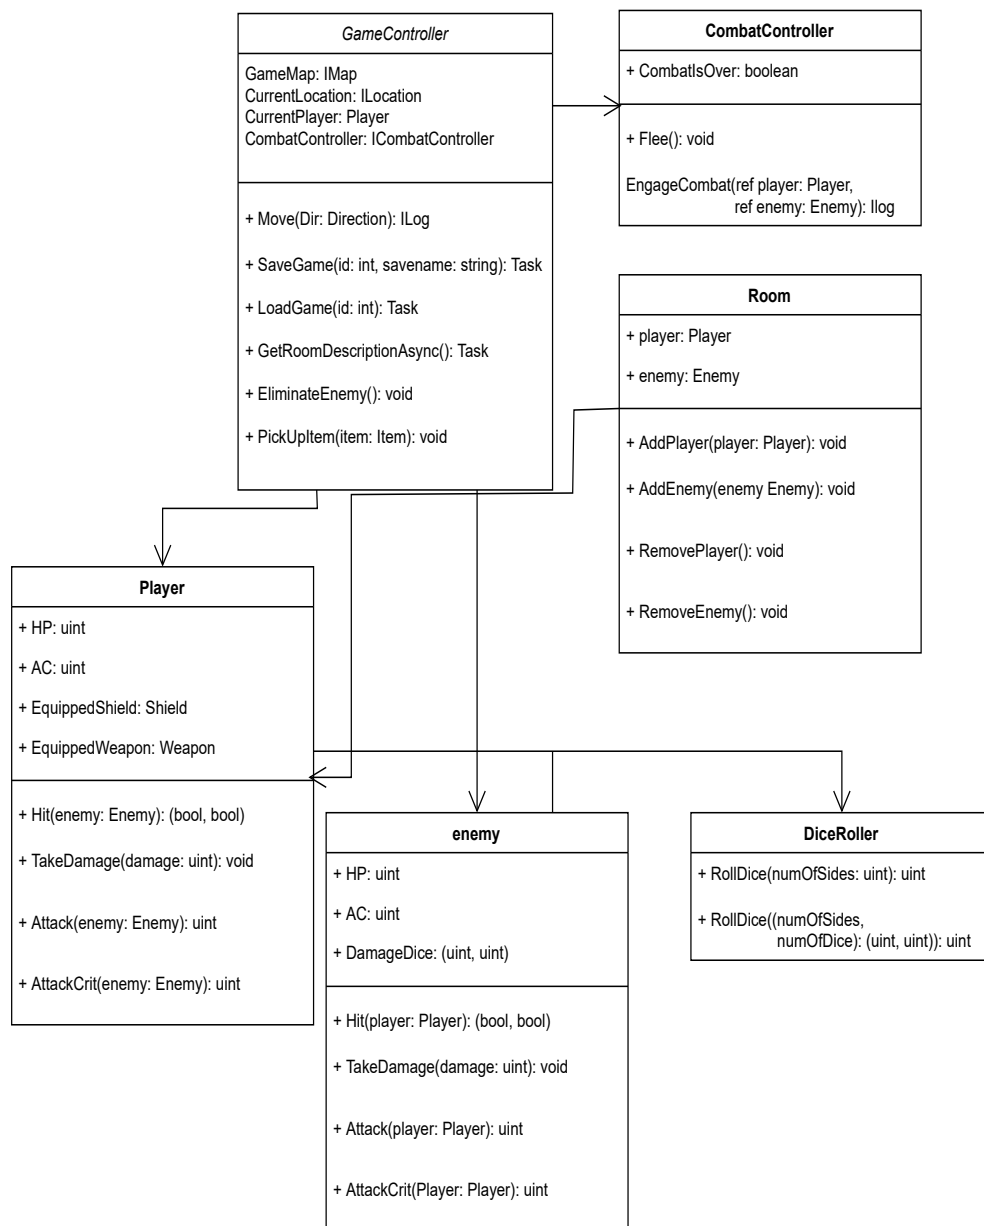 GameController
GameMap: IMap
CurrentLocation: ILocation
CurrentPlayer: Player
CombatController: ICombatController
+ Move(Dir: Direction): ILog
+ SaveGame(id: int, savename: string): Task
+ LoadGame(id: int): Task
+ GetRoomDescriptionAsync(): Task
+ EliminateEnemy(): void
+ PickUpItem(item: Item): void
CombatController
+ CombatIsOver: boolean
+ Flee(): void
EngageCombat(ref player: Player,
ref enemy: Enemy): Ilog
Room
+ player: Player
+ enemy: Enemy
+ AddPlayer(player: Player): void
+ AddEnemy(enemy Enemy): void
+ RemovePlayer(): void
+ RemoveEnemy(): void
Player
+ HP: uint
+ AC: uint
+ EquippedShield: Shield
+ EquippedWeapon: Weapon
+ Hit(enemy: Enemy): (bool, bool)
+ TakeDamage(damage: uint): void
+ Attack(enemy: Enemy): uint
+ AttackCrit(enemy: Enemy): uint
enemy
+ HP: uint
+ AC: uint
+ DamageDice: (uint, uint)
+ Hit(player: Player): (bool, bool)
+ TakeDamage(damage: uint): void
+ Attack(player: Player): uint
+ AttackCrit(Player: Player): uint
DiceRoller
+ RollDice(numOfSides: uint): uint
+ RollDice((numOfSides,
numOfDice): (uint, uint)): uint